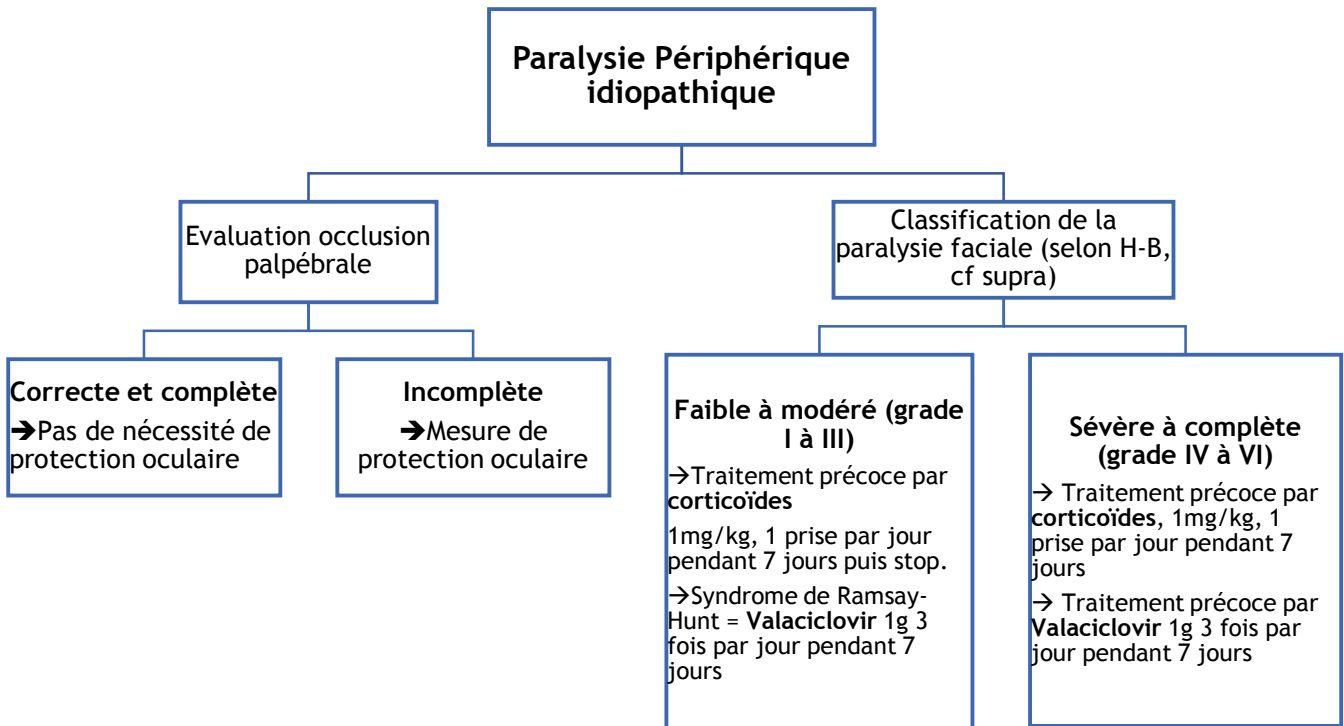 Paralysie Périphérique
idiopathique
Evaluation occlusion
palpébrale
Classification de la
paralysie faciale (selon H-B,
cf supra)
Correcte et complète
→Pas de nécessité de
protection oculaire
Incomplète
→Mesure de
protection oculaire
Faible à modéré (grade
I à III)
→Traitement précoce par
corticoïdes
1mg/kg, 1 prise par jour
pendant 7 jours puis stop.
→Syndrome de Ramsay-
Hunt = Valaciclovir 1g 3
fois par jour pendant 7
jours
Sévère à complète
(grade IV à VI)
→ Traitement précoce par
corticoïdes, 1mg/kg, 1
prise par jour pendant 7
jours
→ Traitement précoce par
Valaciclovir 1g 3 fois par
jour pendant 7 jours